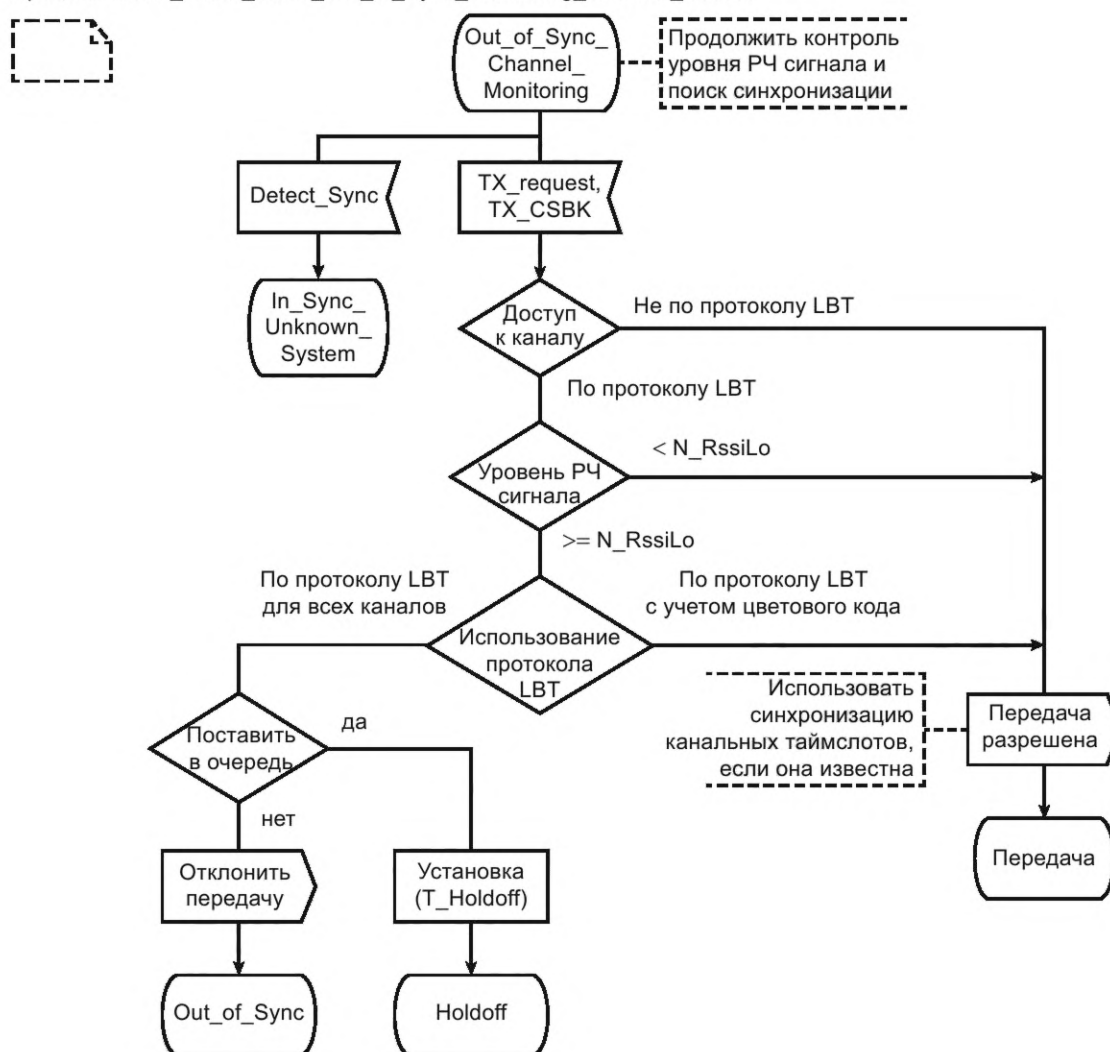 Out_of_Sync_
Channel_
Monitoring
Продолжить контроль
уровня РЧ сигнала и
поиск синхронизации
Detect_Sync
TX_request,
TX_CSBK
In_Sync_
Unknown_
System
Доступ
к каналу
Не по протоколу LBT
По протоколу LBT
Уровень РЧ
сигнала
< N_RssiLo
>= N_RssiLo
По протоколу LBT
для всех каналов
По протоколу LBT
с учетом цветового кода
Использование
протокола
LBT
Использовать
синхронизацию
канальных таймслотов,
если она известна
Передача
разрешена
Поставить
в очередь
да
нет
Отклонить
передачу
Установка
(T_Holdoff)
Передача
Out_of_Sync
Holdoff